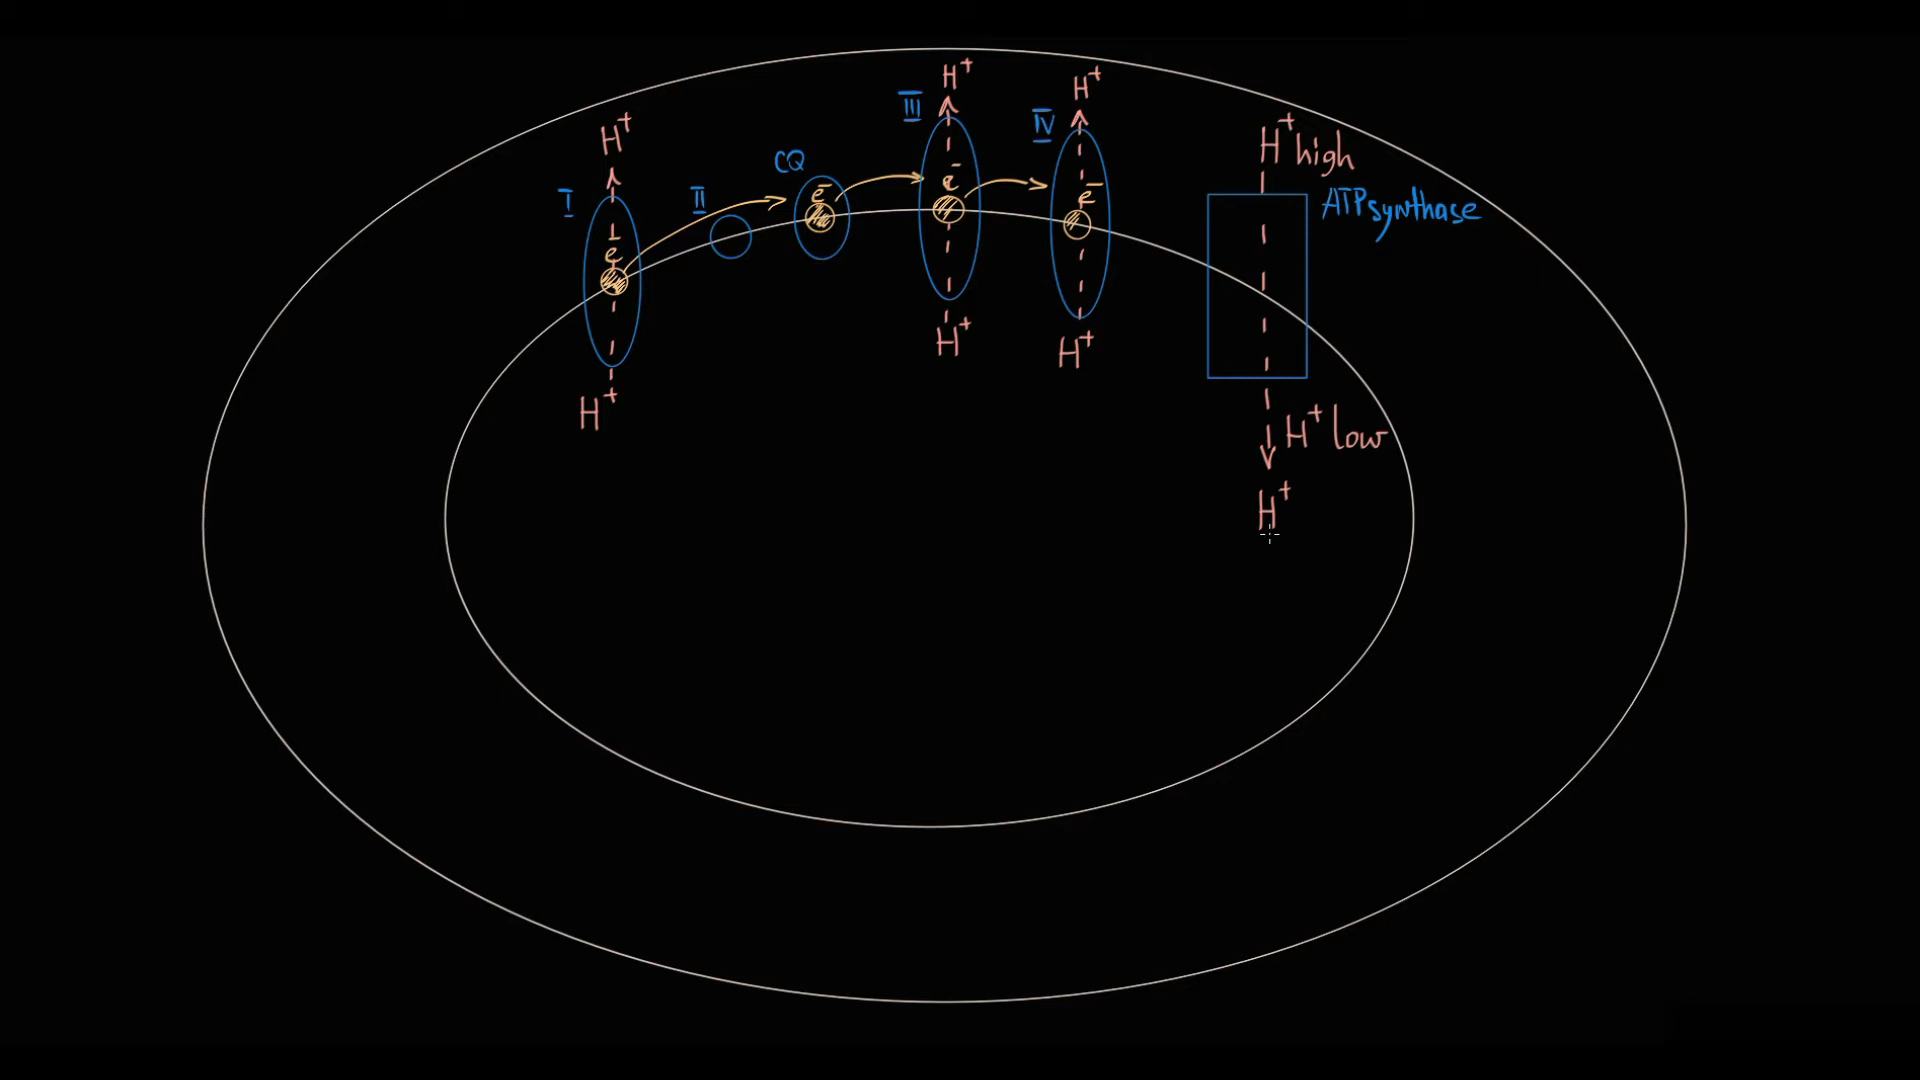 H⁺
I
e⁻
H⁺
II
CQ
e⁻
III
H⁺
e⁻
H⁺
IV
H⁺
e⁻
H⁺
H⁺ high
ATPsynthase
H⁺ low
H⁺